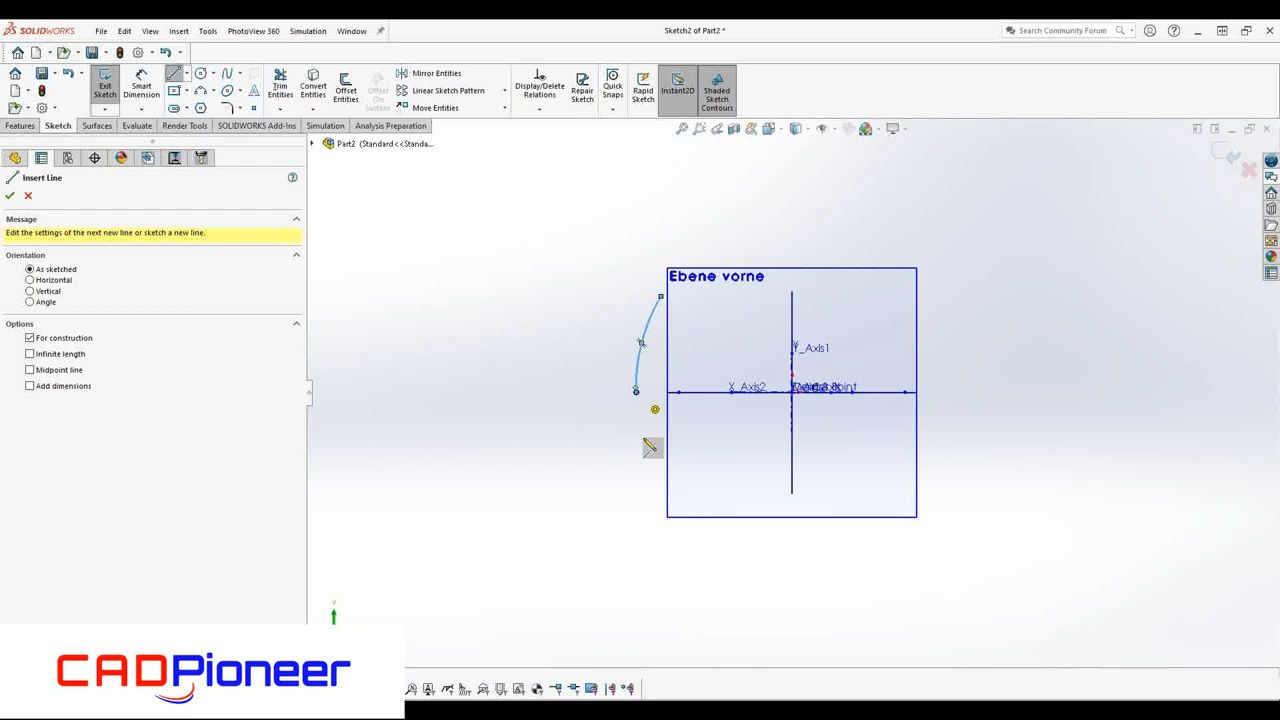 SOLIDWORKS File Edit View Insert Tools PhotoView 360 Simulation Window Sketch2 of Part2 * Search Community Forum
Exit Sketch
Smart Dimension
Trim Entities
Convert Entities
Offset Entities
Offset On Surface
Mirror Entities
Linear Sketch Pattern
Move Entities
Display/Delete Relations
Repair Sketch
Quick Snaps
Rapid Sketch
Instant2D
Shaded Sketch Contours
Features Sketch Surfaces Evaluate Render Tools SOLIDWORKS Add-Ins Simulation Analysis Preparation
Part2 (Standard<<Standa...
Insert Line
Message
Edit the settings of the next new line or sketch a new line.
Orientation
As sketched
Horizontal
Vertical
Angle
Options
For construction
Infinite length
Midpoint line
Add dimensions
Ebene vorne
Y_Axis1
X_Axis2
Y
CADPioneer